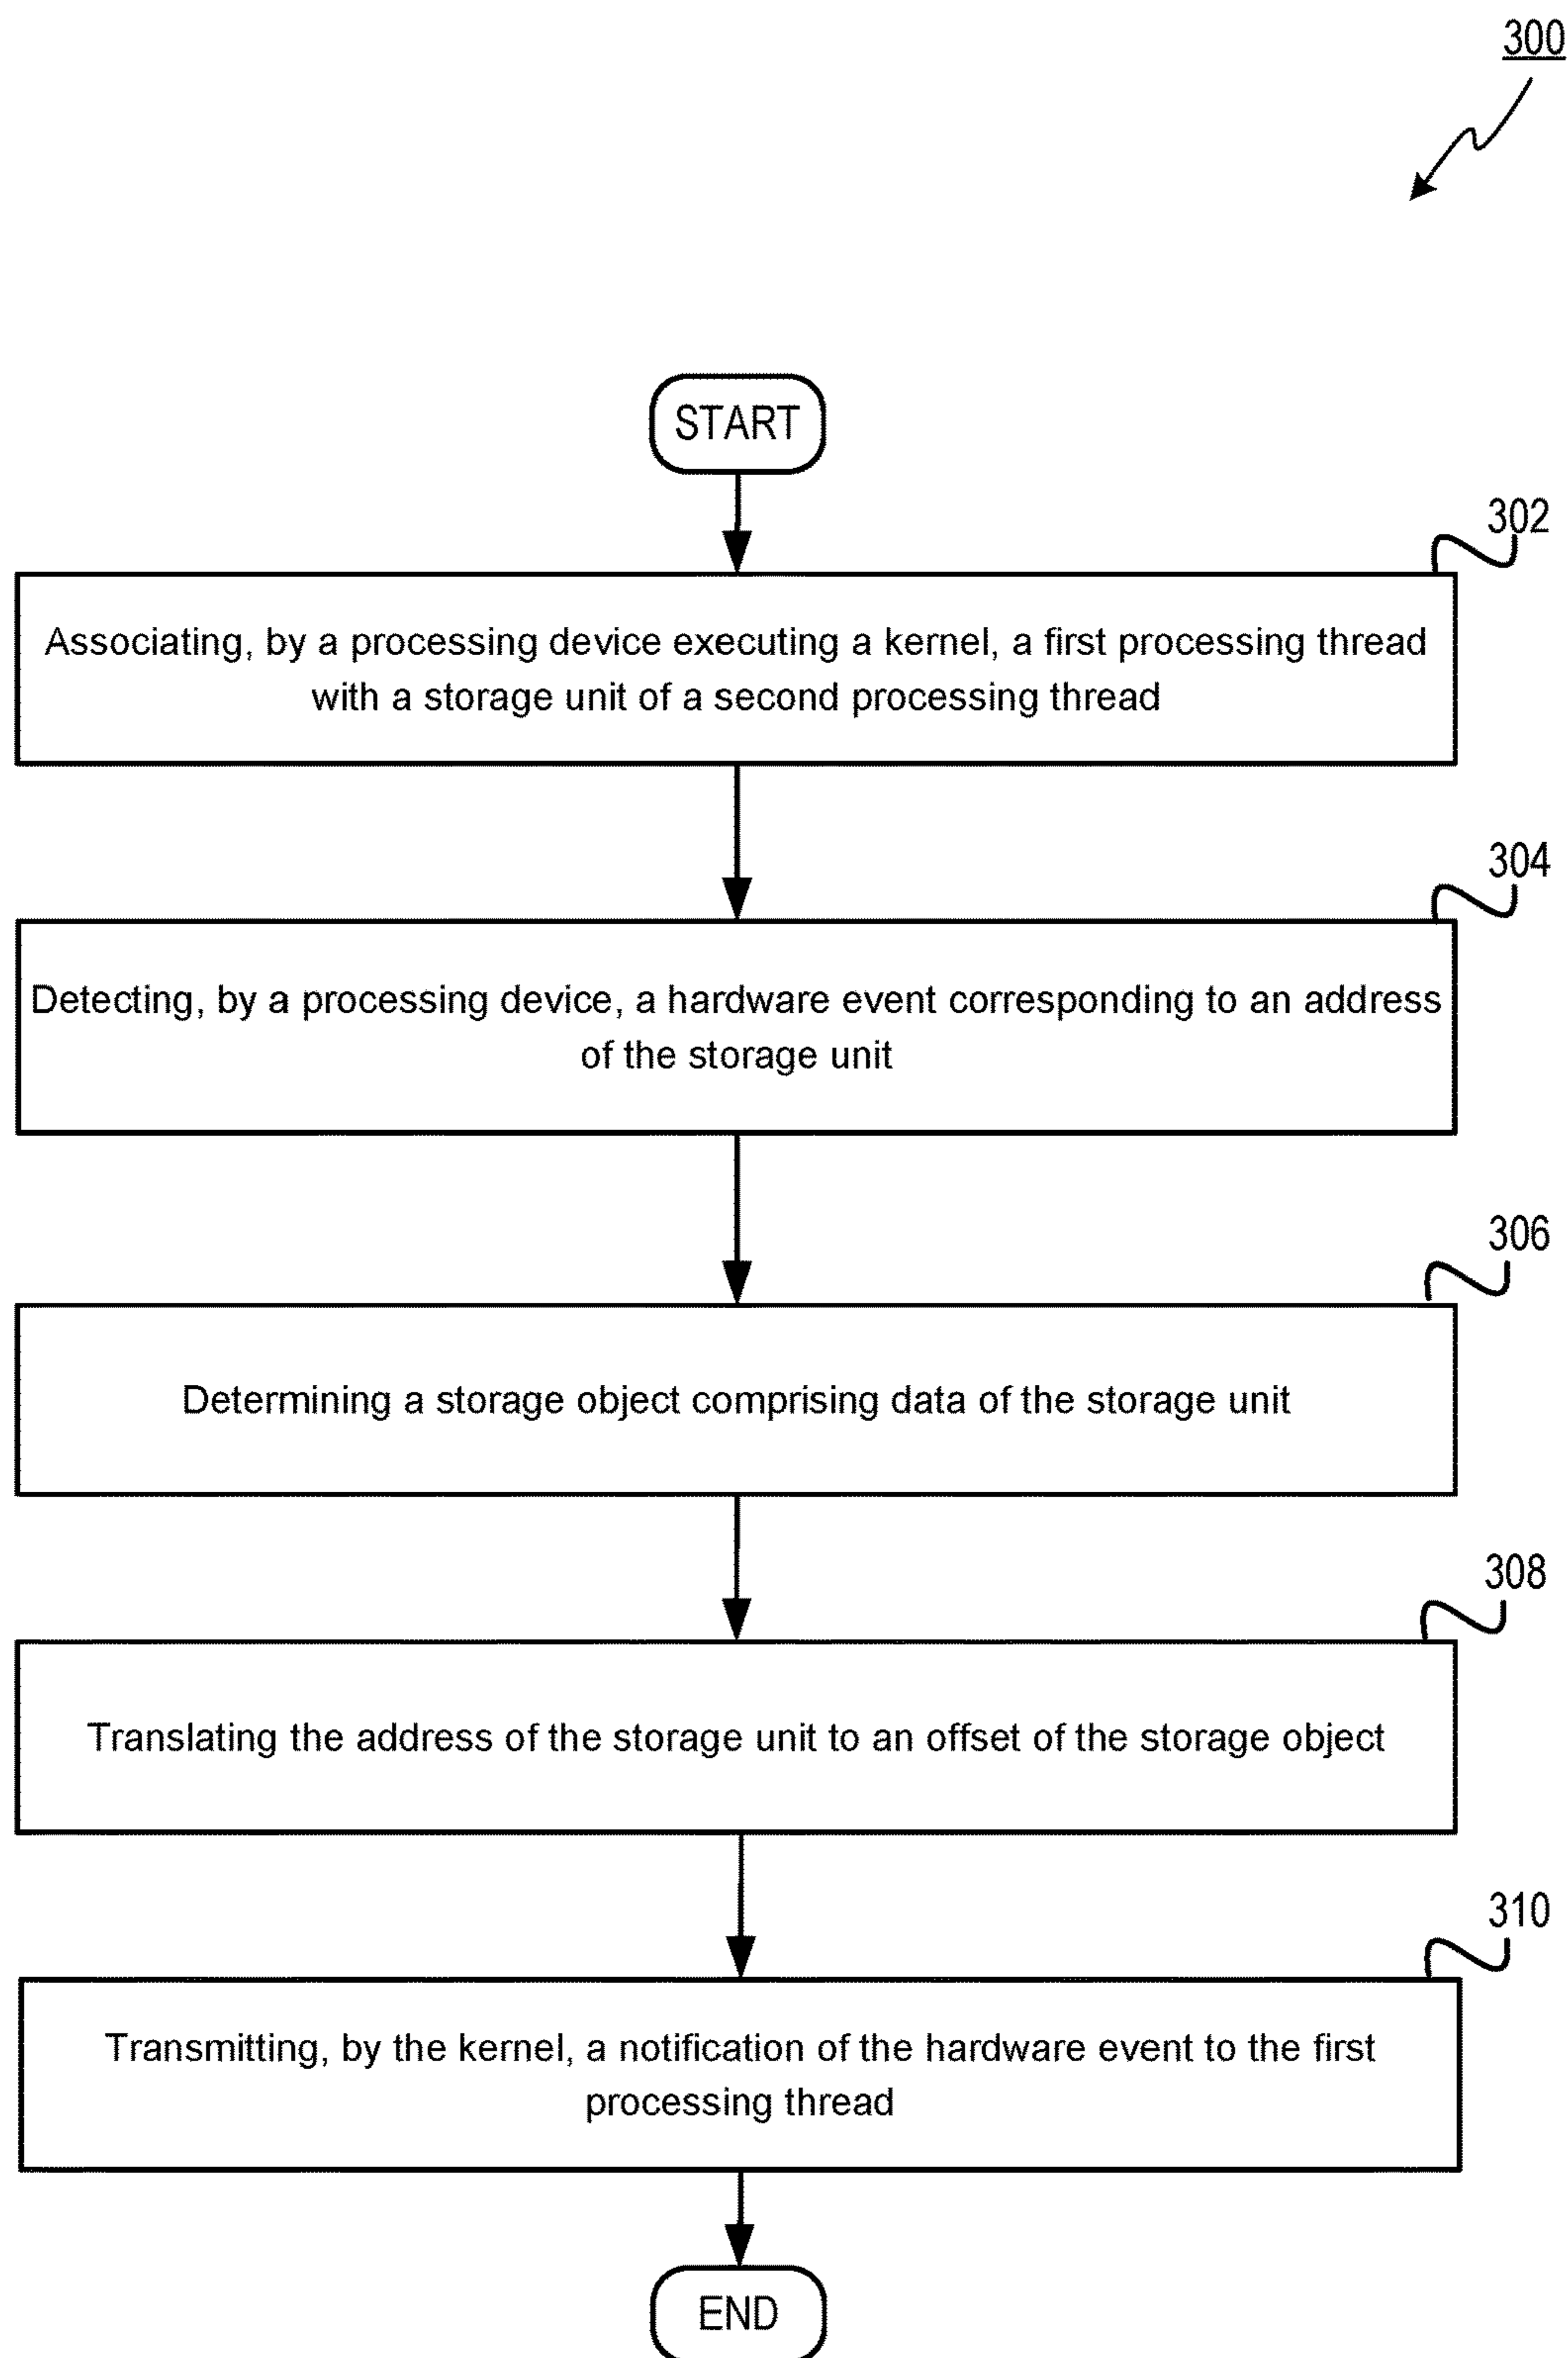 300
START
302
Associating, by a processing device executing a kernel, a first processing thread
with a storage unit of a second processing thread
304
Detecting, by a processing device, a hardware event corresponding to an address
of the storage unit
306
Determining a storage object comprising data of the storage unit
308
Translating the address of the storage unit to an offset of the storage object
310
Transmitting, by the kernel, a notification of the hardware event to the first
processing thread
END